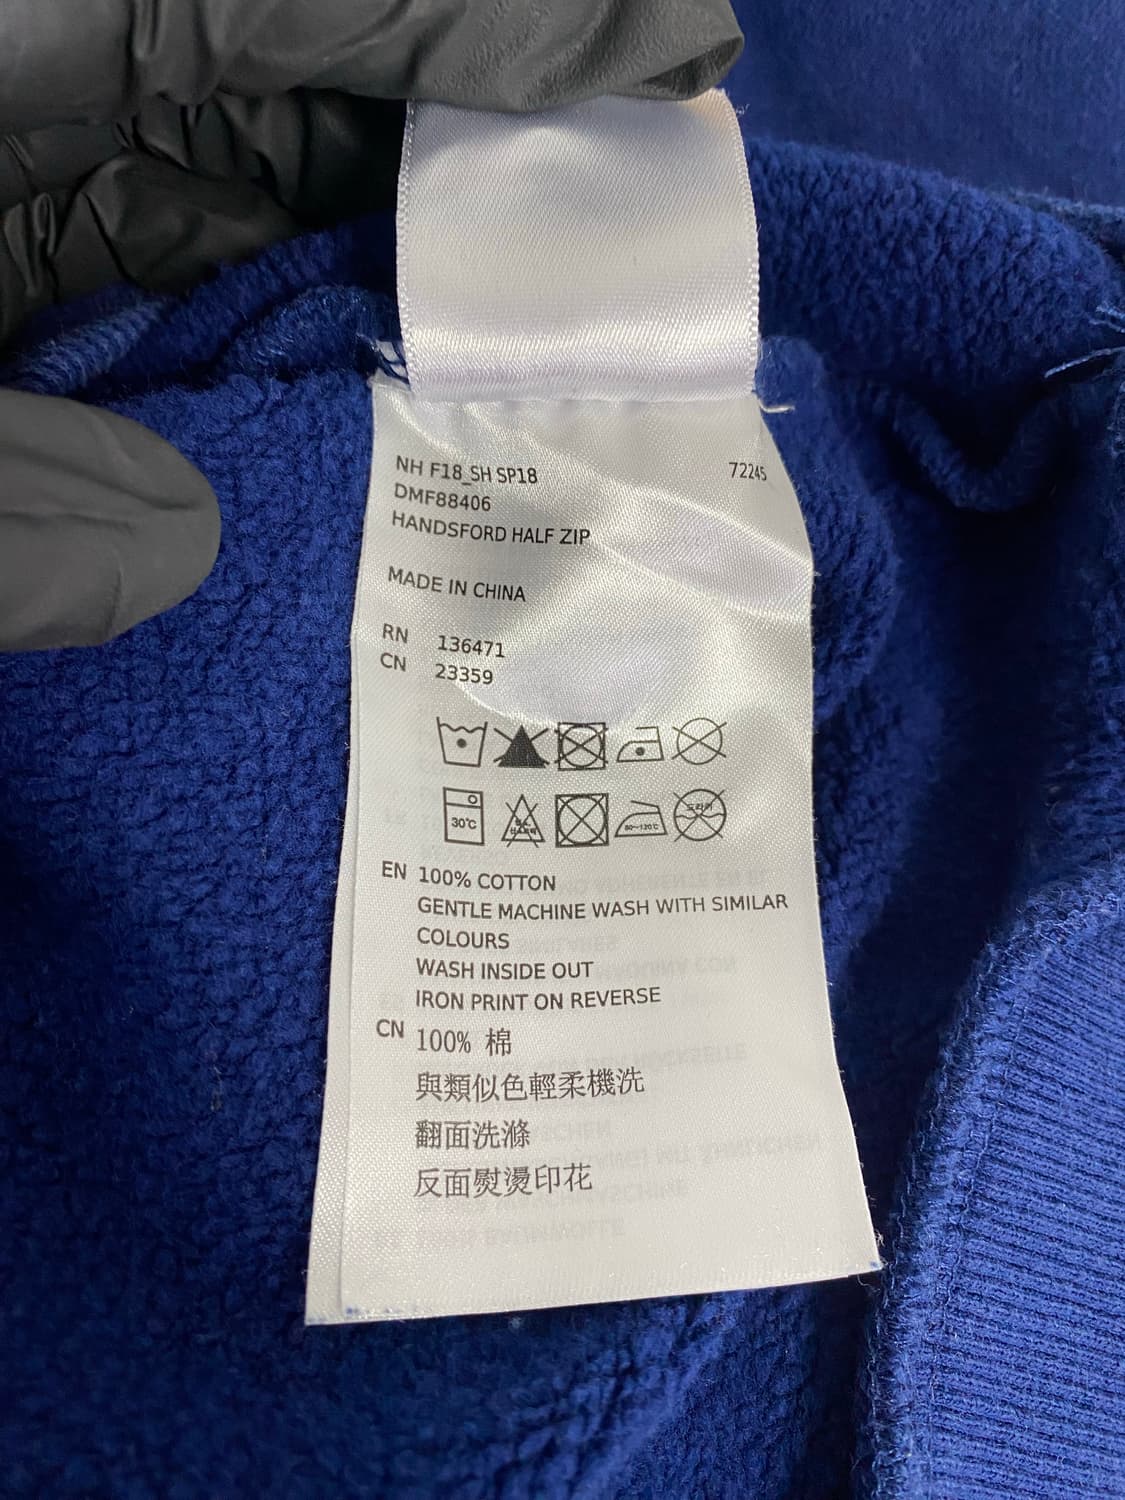 NH F18_SH SP18 72245
DMF88406
HANDSFORD HALF ZIP
MADE IN CHINA
RN 136471
CN 23359
30°C
80~120°C
EN 100% COTTON
GENTLE MACHINE WASH WITH SIMILAR
COLOURS
WASH INSIDE OUT
IRON PRINT ON REVERSE
CN 100% 棉
與類似色輕柔機洗
翻面洗滌
反面熨燙印花